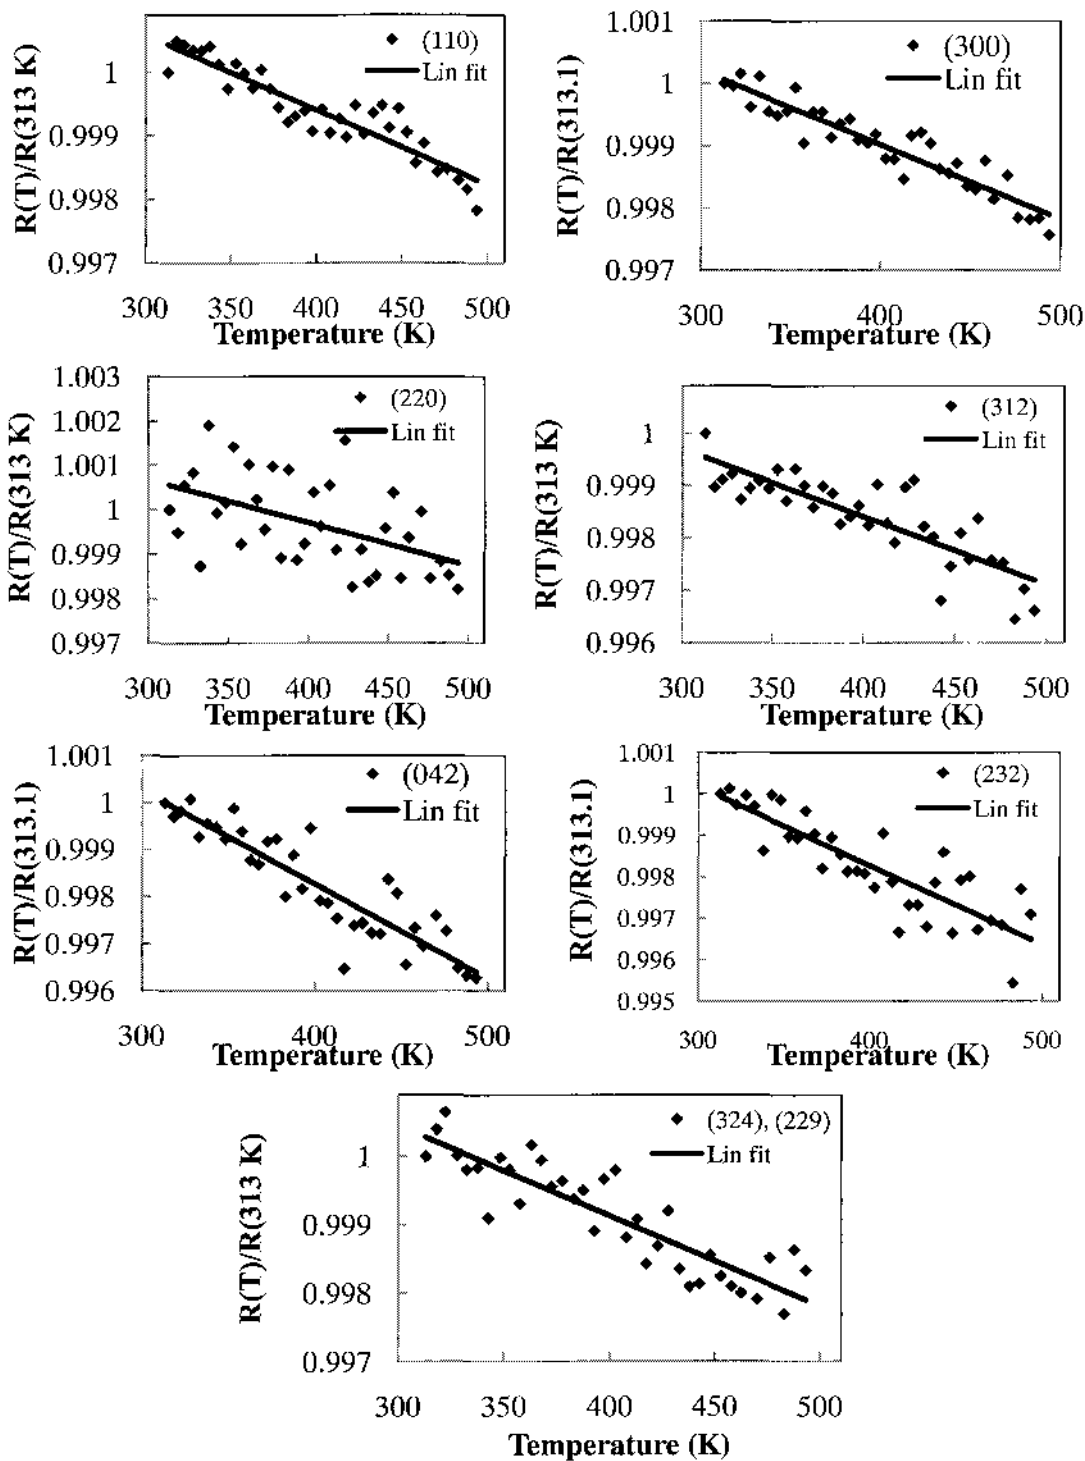 (110)
Lin fit
1
0.999
0.998
0.997
R(T)/R(313 K)
300 350 400 450 500
Temperature (K)
1.001
(300)
Lin fit
1
0.999
0.998
0.997
R(T)/R(313.1)
300 400 500
Temperature (K)
1.003
(220)
Lin fit
1.002
1.001
1
0.999
0.998
0.997
R(T)/R(313 K)
300 350 400 450 500
Temperature (K)
(312)
Lin fit
1
0.999
0.998
0.997
0.996
R(T)/R(313 K)
300 350 400 450 500
Temperature (K)
1.001
(042)
Lin fit
1
0.999
0.998
0.997
0.996
R(T)/R(313.1)
300 400 500
Temperature (K)
1.001
(232)
Lin fit
1
0.999
0.998
0.997
0.996
0.995
R(T)/R(313.1)
300 400 500
Temperature (K)
(324), (229)
Lin fit
1
0.999
0.998
0.997
R(T)/R(313 K)
300 350 400 450 500
Temperature (K)